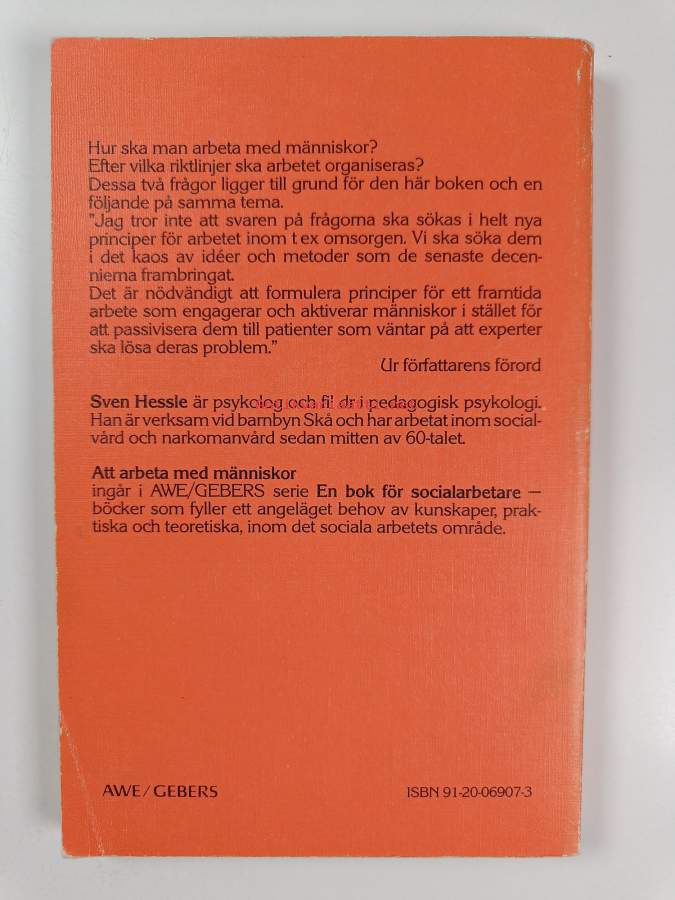 Hur ska man arbeta med människor?
Efter vilka riktlinjer ska arbetet organiseras?
Dessa två frågor ligger till grund för den här boken och en
följande på samma tema.
"Jag tror inte att svaren på frågorna ska sökas i helt nya
principer för arbetet inom t ex omsorgen. Vi ska söka dem
i det kaos av idéer och metoder som de senaste decen-
nierna frambringat.
Det är nödvändigt att formulera principer för ett framtida
arbete som engagerar och aktiverar människor i stället för
att passivisera dem till patienter som väntar på att experter
ska lösa deras problem."
Ur författarens förord
Sven Hessle är psykolog och fil dr i pedagogisk psykologi.
Han är verksam vid barnbyn Skå och har arbetat inom social-
vård och narkomanvård sedan mitten av 60-talet.
Att arbeta med människor
ingår i AWE/GEBERS serie En bok för socialarbetare –
böcker som fyller ett angeläget behov av kunskaper, prak-
tiska och teoretiska, inom det sociala arbetets område.
AWE/GEBERS
ISBN 91-20-06907-3